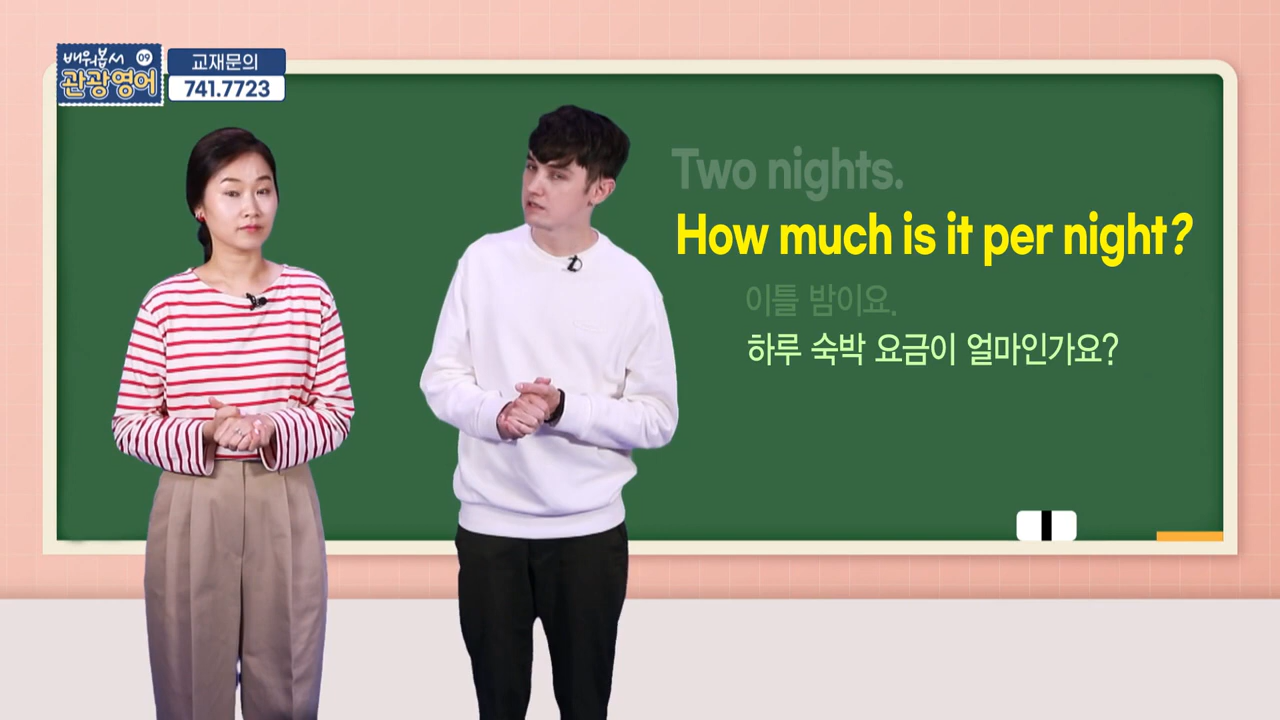 배워봅서 09
관광영어
교재문의
741.7723
Two nights.
How much is it per night?
이틀 밤이요.
하루 숙박 요금이 얼마인가요?